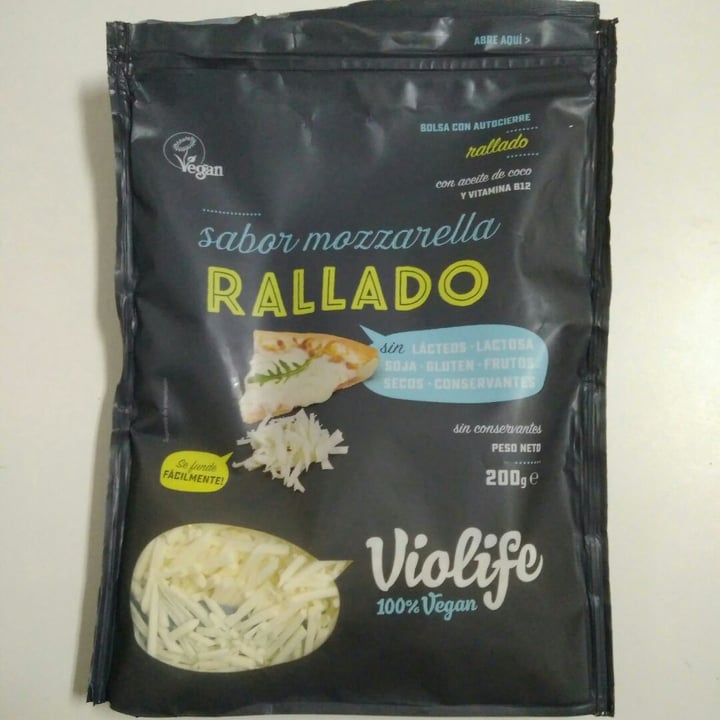 ABRE AQUÍ >
BOLSA CON AUTOCIERRE
rallado
con aceite de coco
Y VITAMINA B12
Vegan
sabor mozzarella
RALLADO
sin LÁCTEOS · LACTOSA
SOJA · GLUTEN · FRUTOS
SECOS · CONSERVANTES
sin conservantes
PESO NETO
200g e
Se funde
FÁCILMENTE!
Violife
100% Vegan